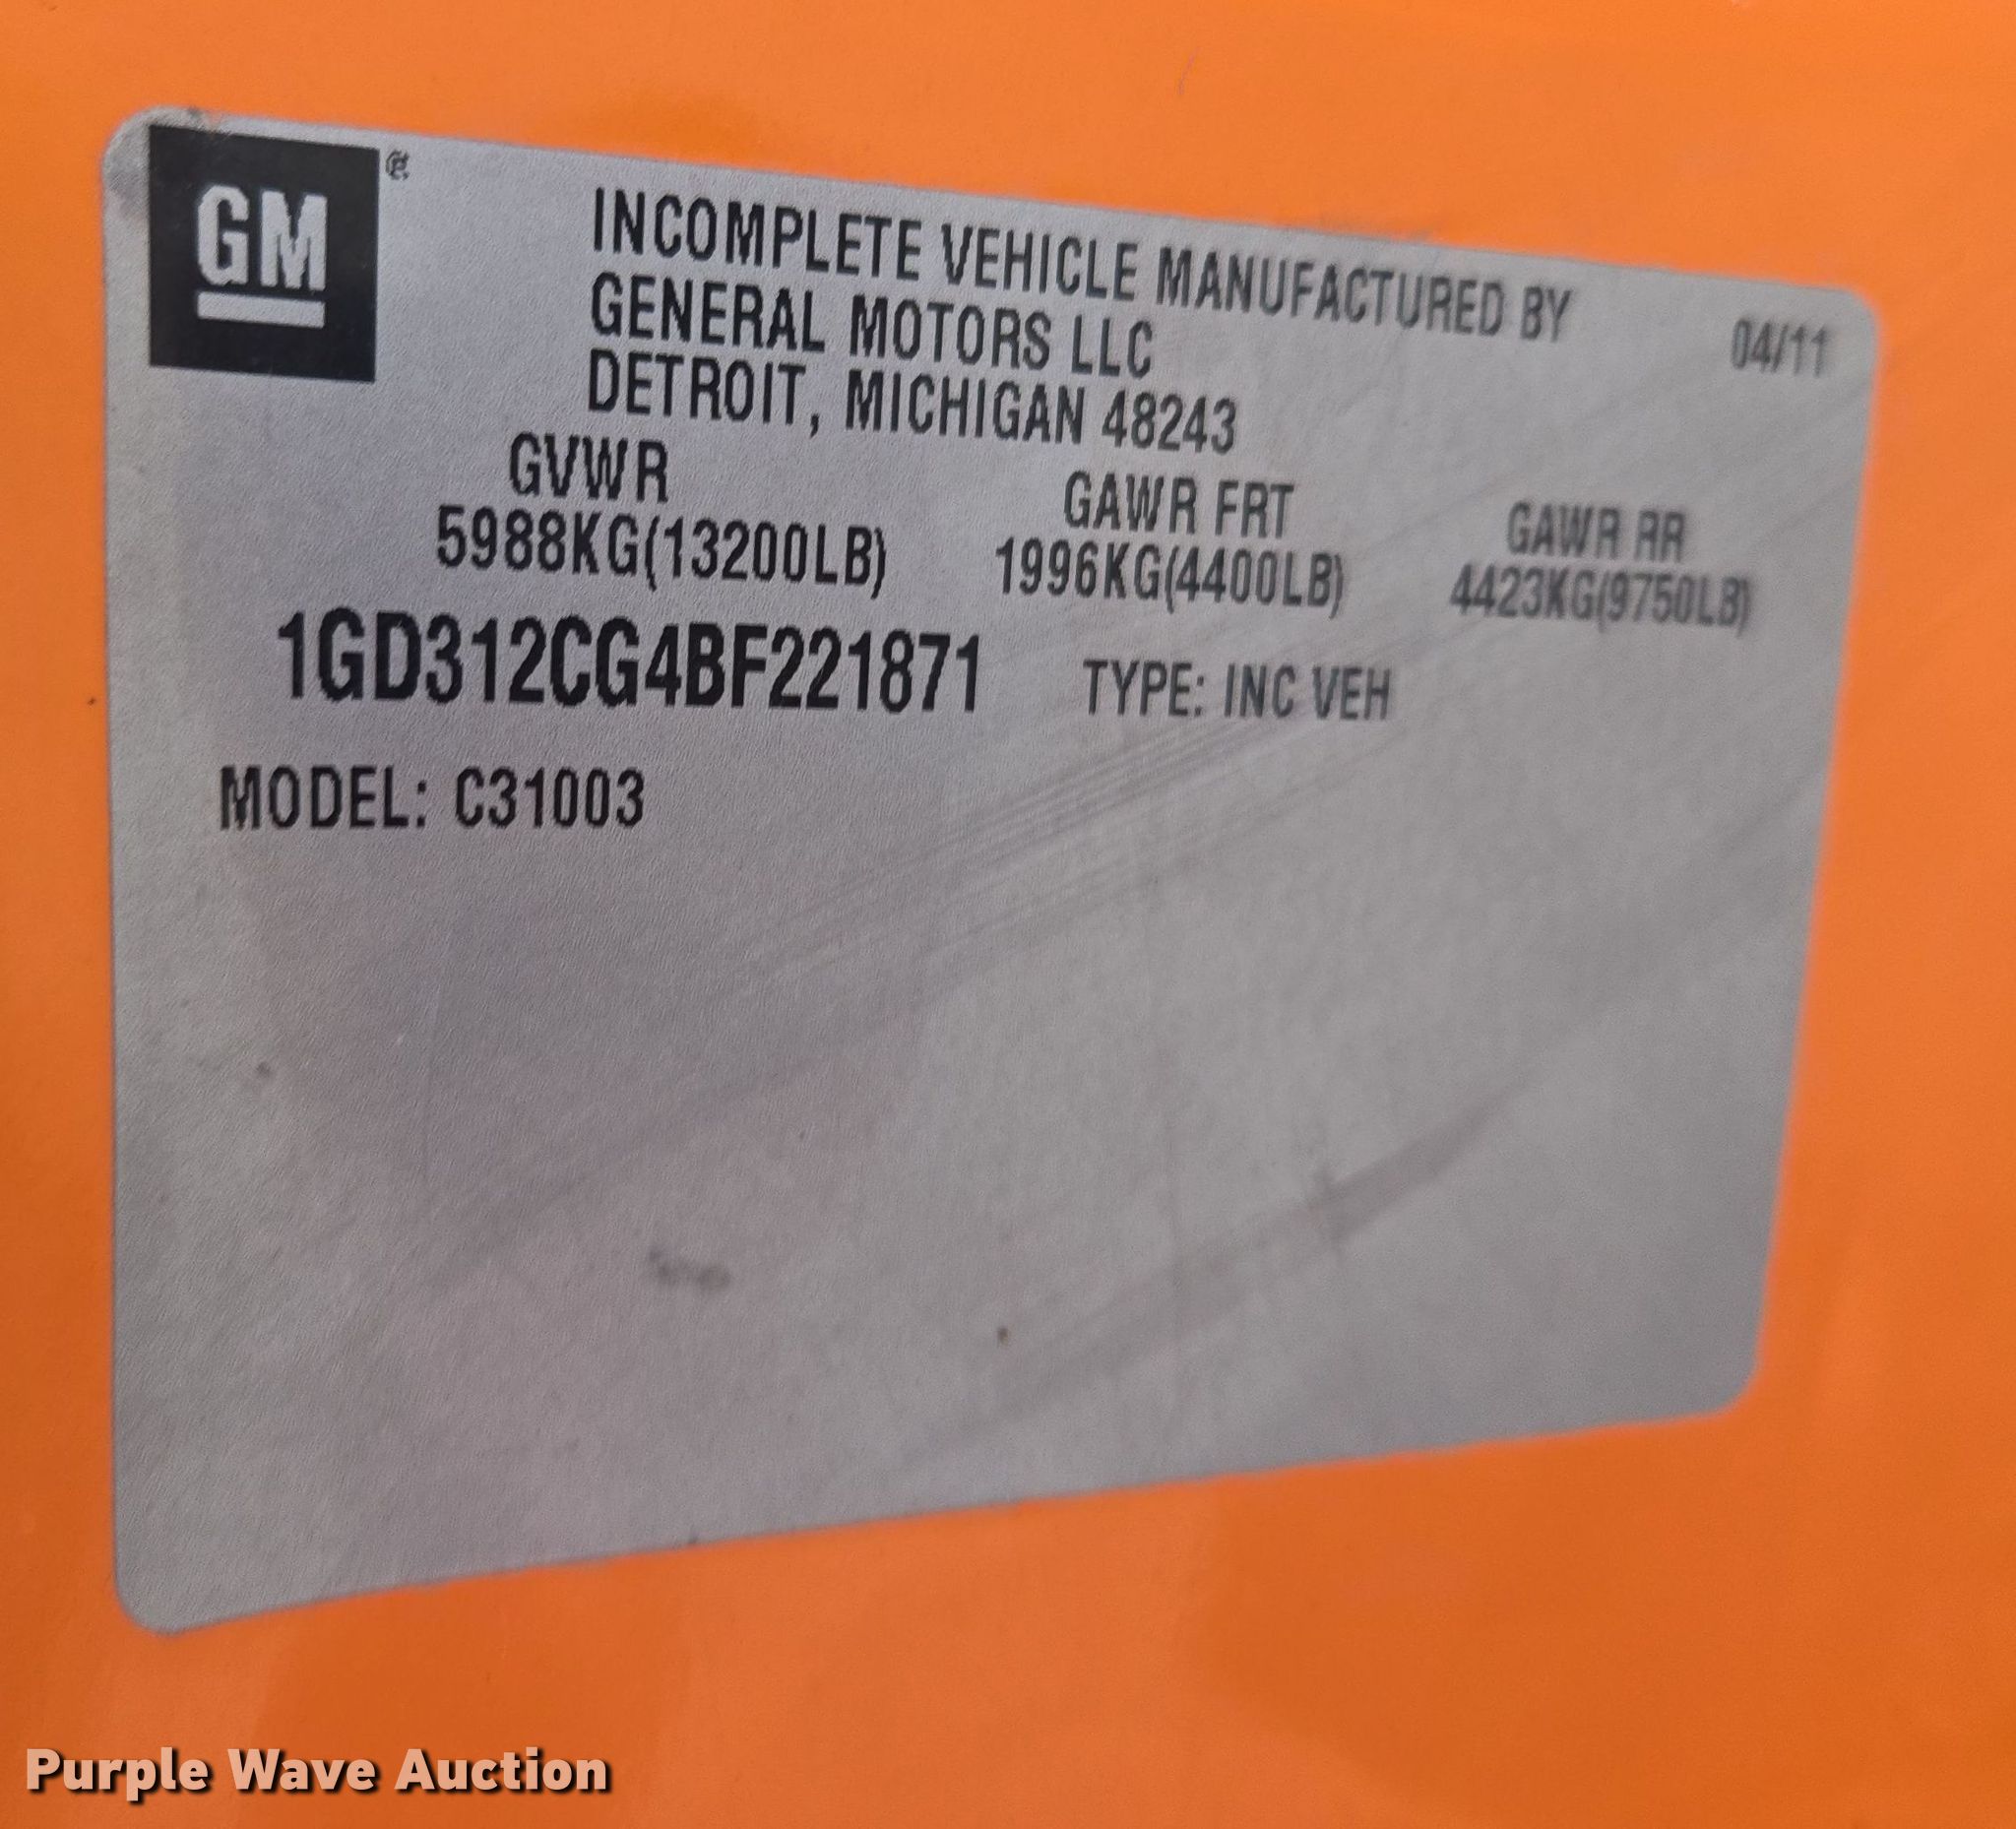 GM ®
INCOMPLETE VEHICLE MANUFACTURED BY
GENERAL MOTORS LLC
DETROIT, MICHIGAN 48243
04/11
GVWR GAWR FRT GAWR RR
5988KG(13200LB) 1996KG(4400LB) 4423KG(9750LB)
1GD312CG4BF221871 TYPE: INC VEH
MODEL: C31003
Purple Wave Auction